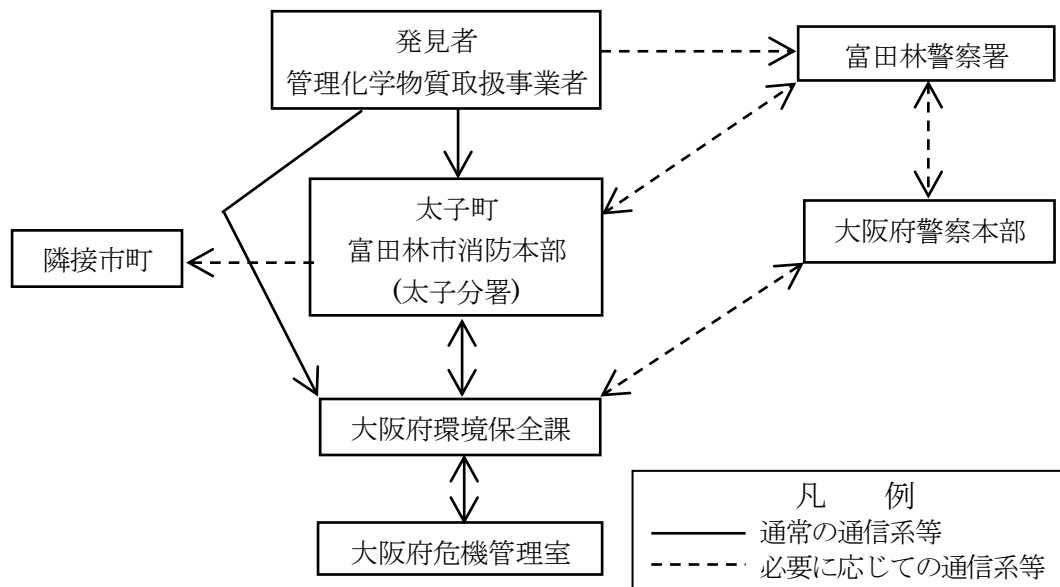 発見者
管理化学物質取扱事業者
富田林警察署
太子町
富田林市消防本部
(太子分署)
大阪府警察本部
隣接市町
大阪府環境保全課
大阪府危機管理室
凡　例
通常の通信系等
必要に応じての通信系等